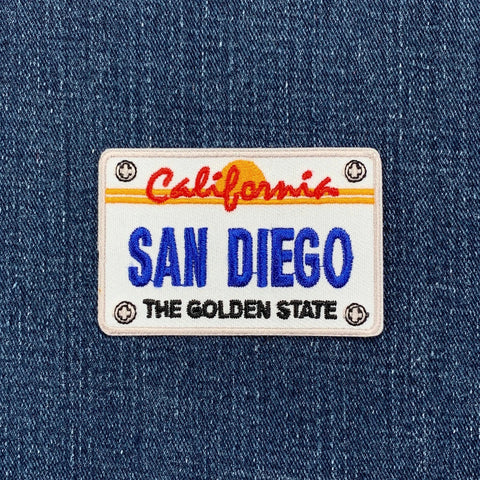 California
SAN DIEGO
THE GOLDEN STATE